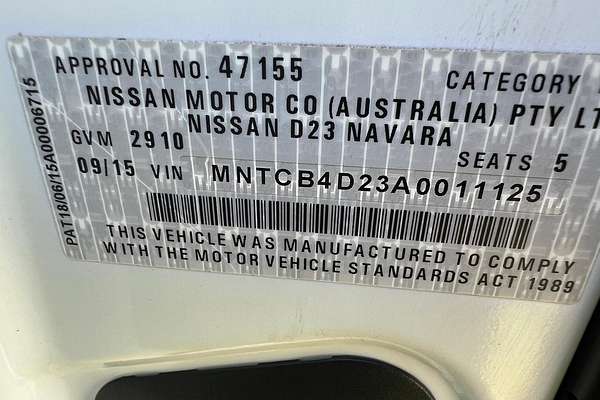 APPROVAL NO. 47155 CATEGORY
NISSAN MOTOR CO (AUSTRALIA) PTY LT
NISSAN D23 NAVARA
GVM 2910 SEATS 5
09/15 VIN MNTCB4D23A0011125
THIS VEHICLE WAS MANUFACTURED TO COMPLY
WITH THE MOTOR VEHICLE STANDARDS ACT 1989
PAT18/06/15A00006715